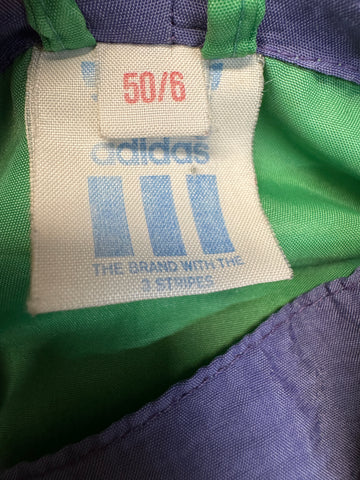 50/6
adidas
THE BRAND WITH THE
3 STRIPES